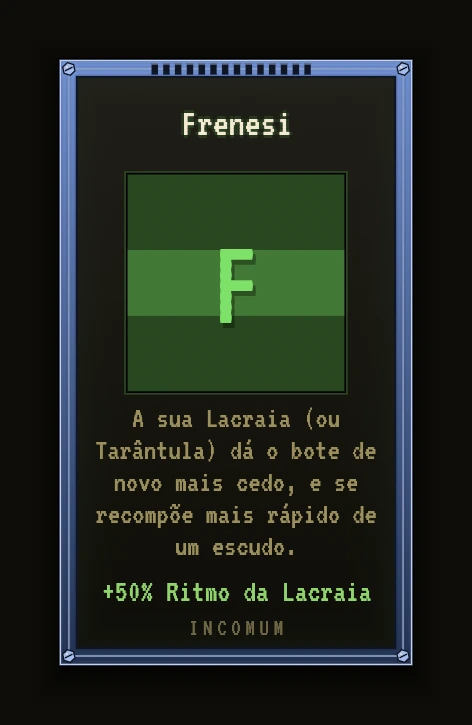 Frenesi
F
A sua Lacraia (ou
Tarântula) dá o bote de
novo mais cedo, e se
recompõe mais rápido de
um escudo.
+50% Ritmo da Lacraia
INCOMUM